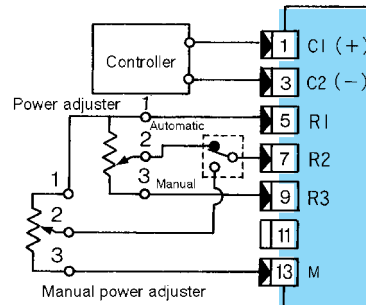 Controller
1 C1 (+)
3 C2 (−)
Power adjuster
1
Automatic
5 R1
2
7 R2
3
Manual
9 R3
1
2
11
3
13 M
Manual power adjuster